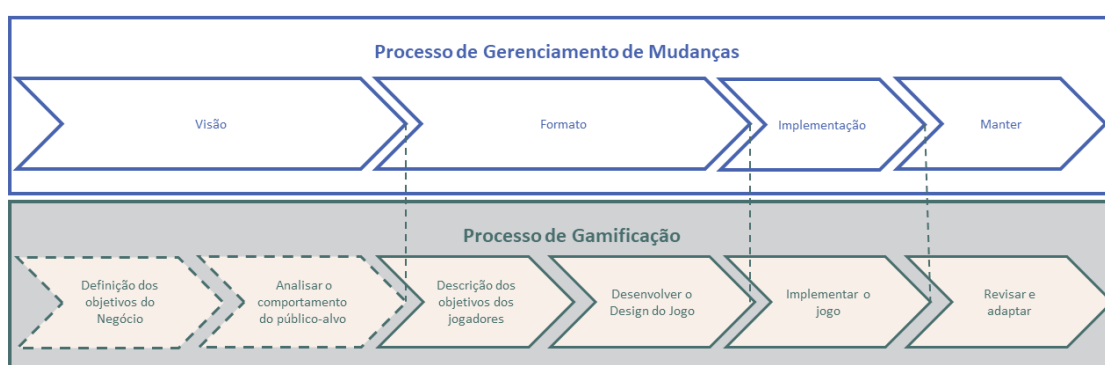 Processo de Gerenciamento de Mudanças
Visão
Formato
Implementação
Manter
Processo de Gamificação
Definição dos
objetivos do
Negócio
Analisar o
comportamento
do público-alvo
Descrição dos
objetivos dos
jogadores
Desenvolver o
Design do Jogo
Implementar o
jogo
Revisar e
adaptar